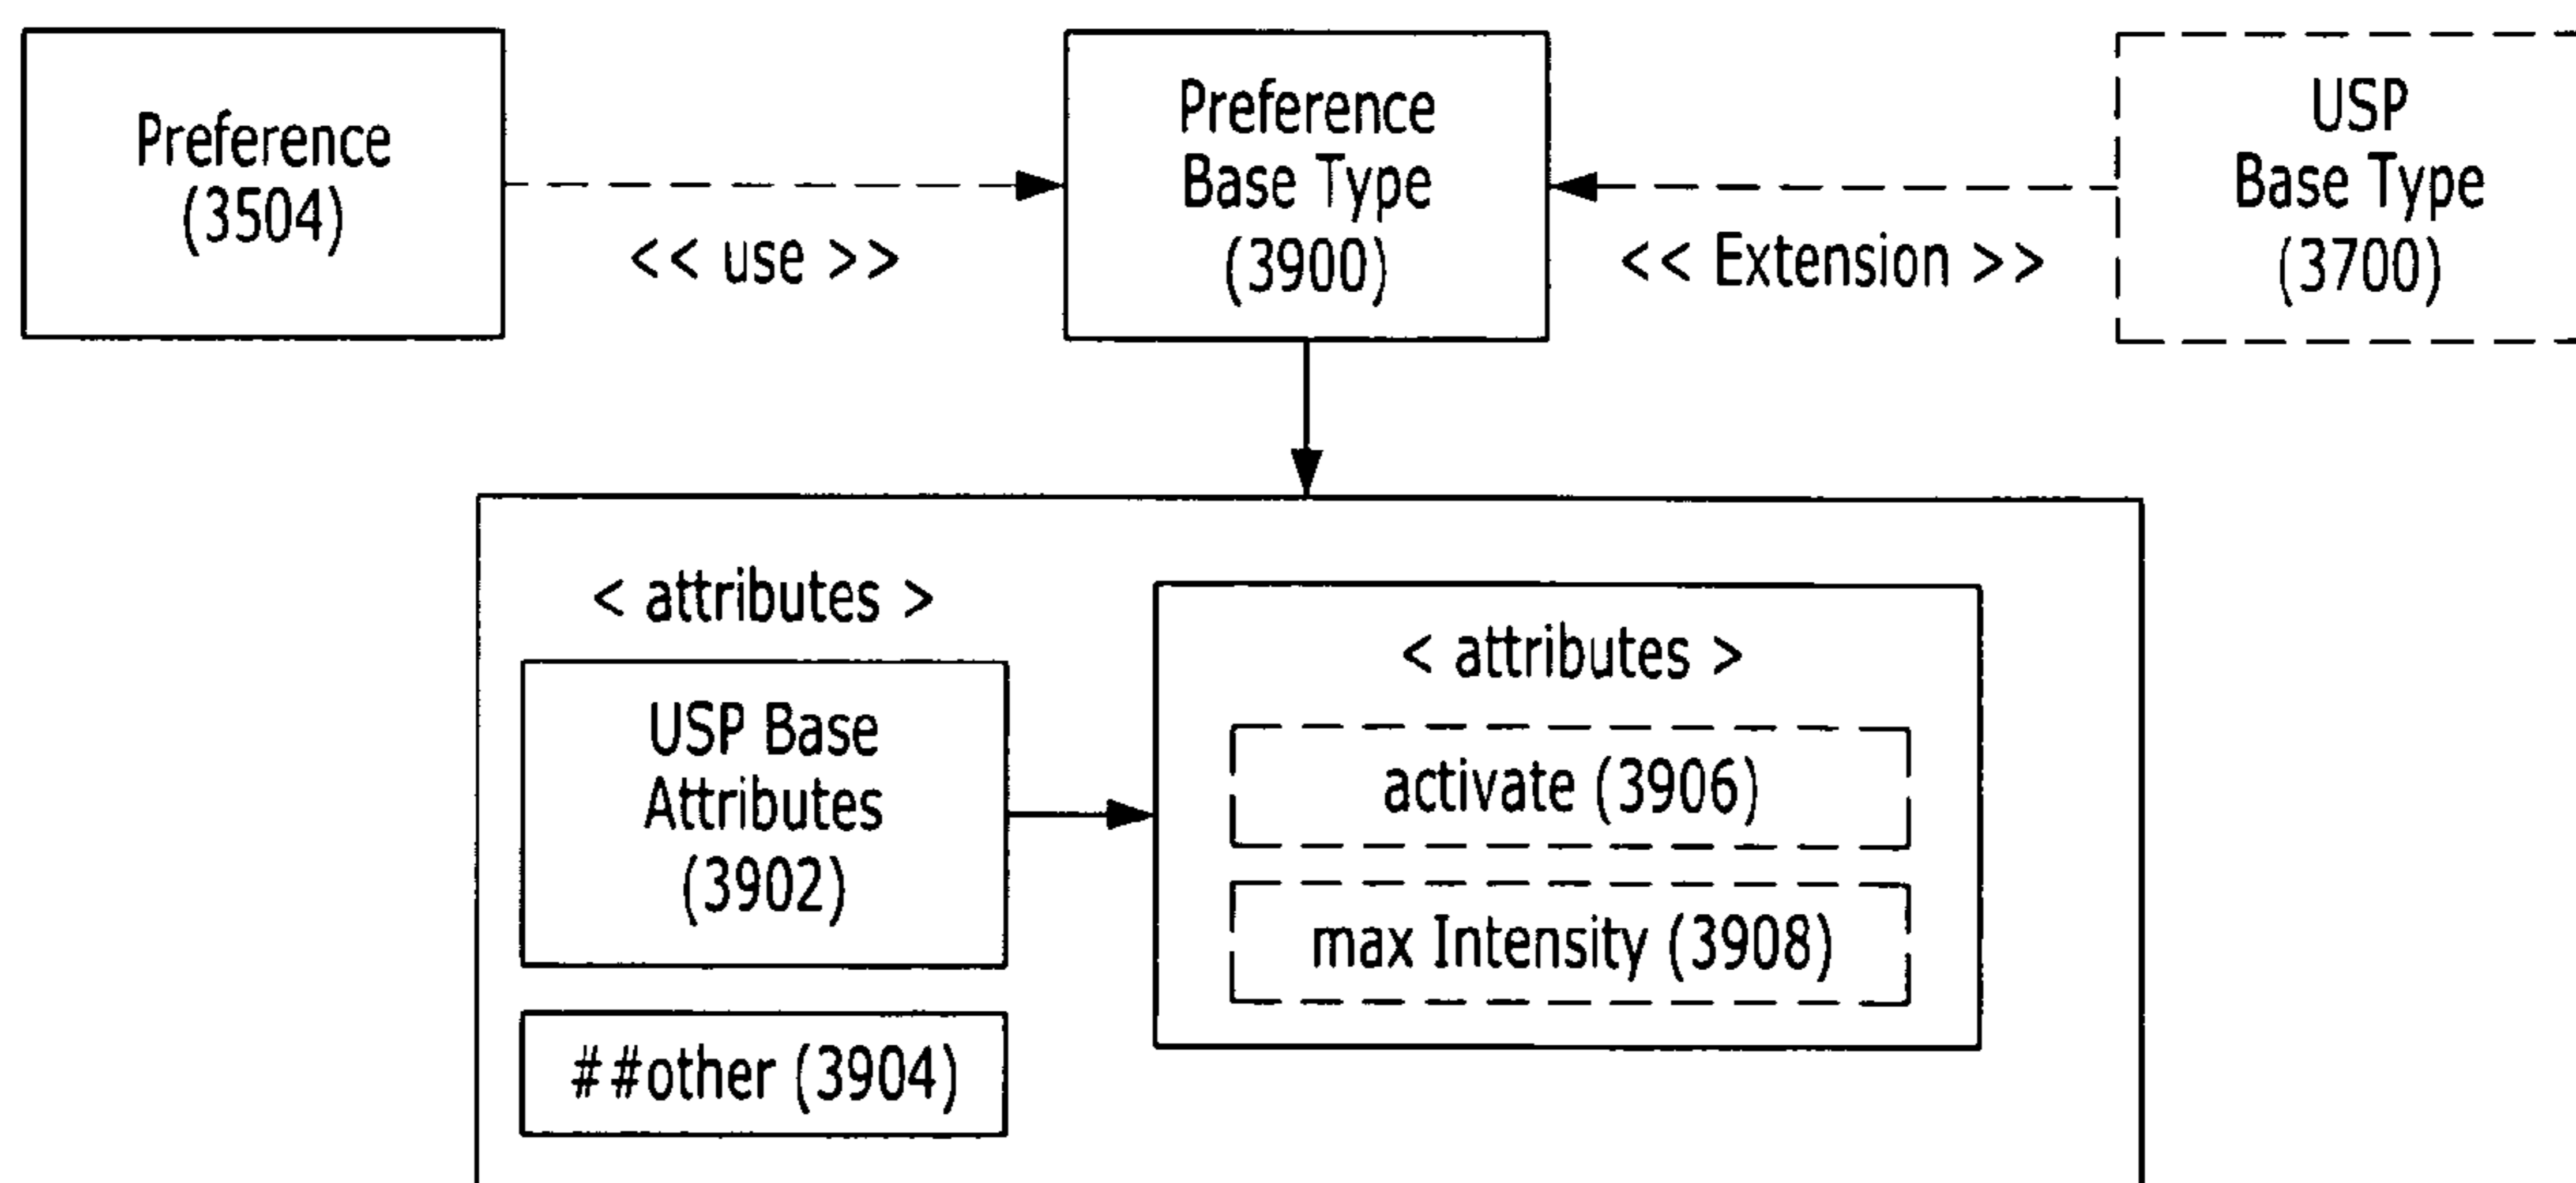 Preference
(3504)
<< use >>
Preference
Base Type
(3900)
<< Extension >>
USP
Base Type
(3700)
< attributes >
USP Base
Attributes
(3902)
##other (3904)
< attributes >
activate (3906)
max Intensity (3908)